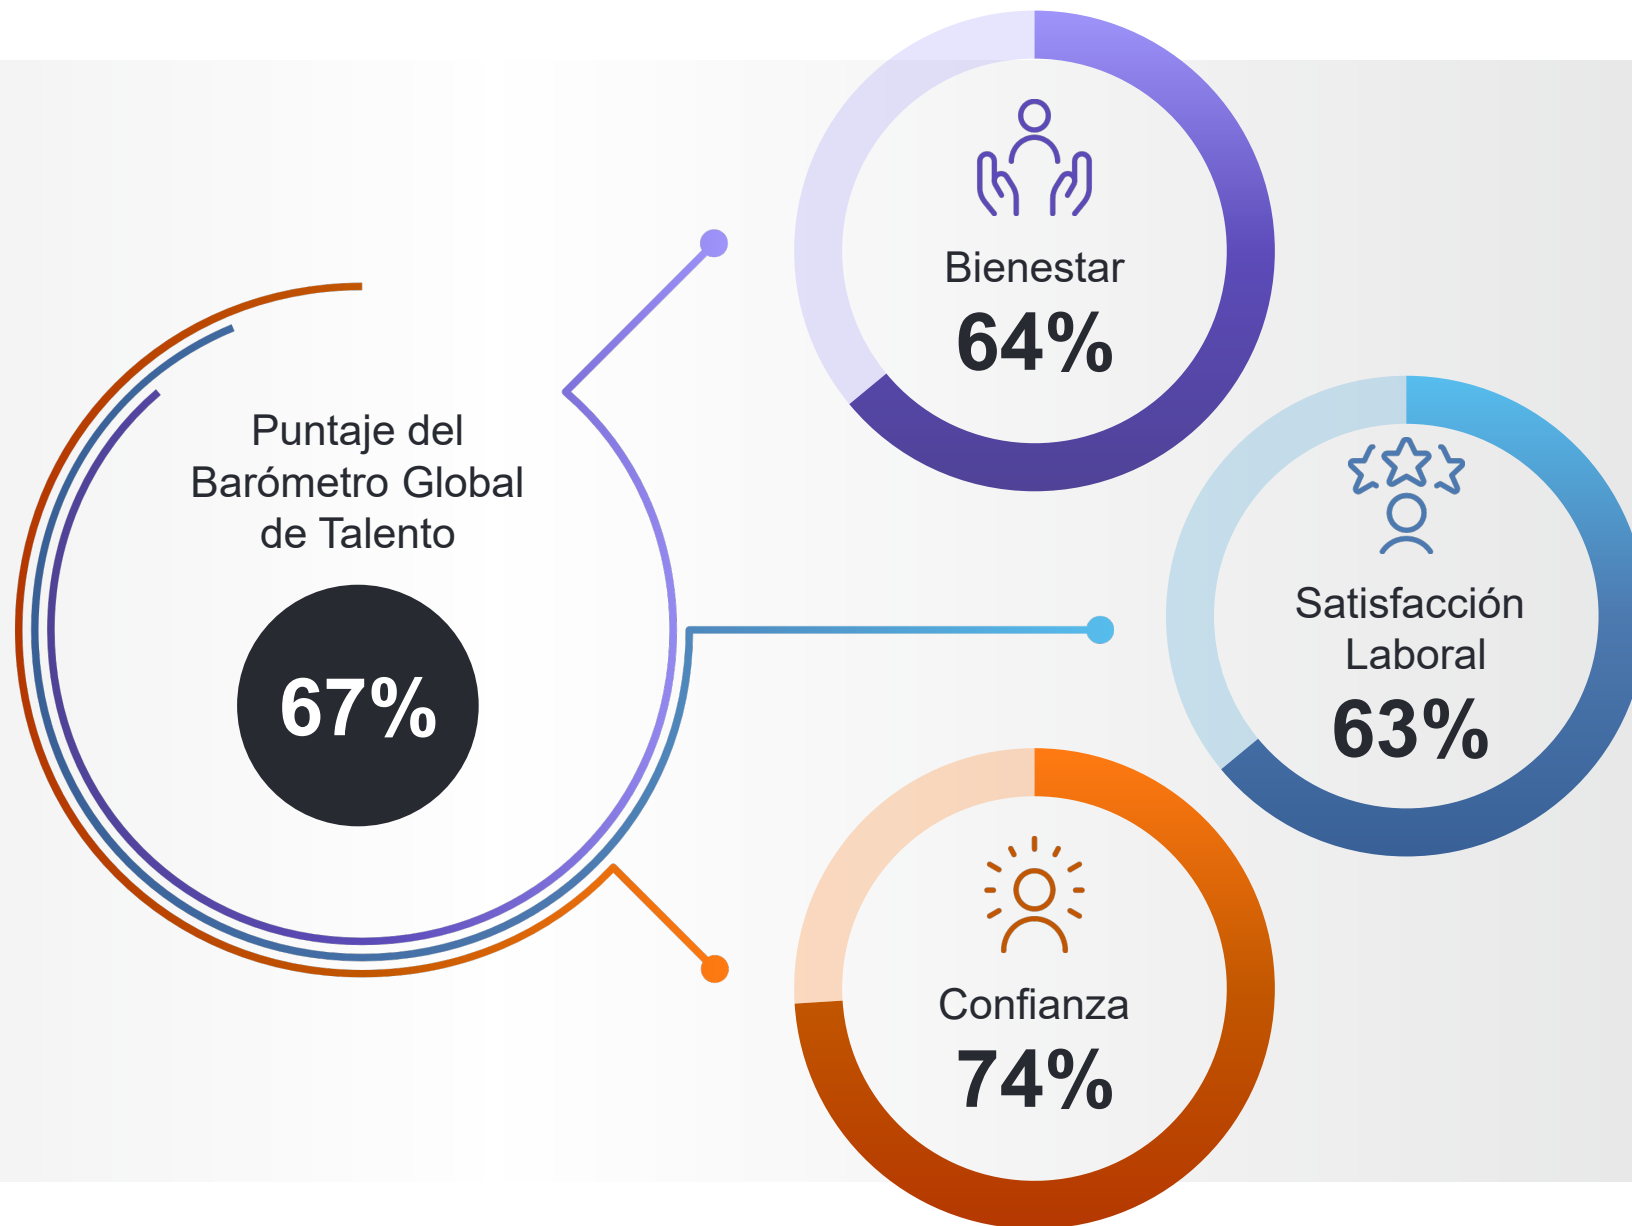 Puntaje del
Barómetro Global
de Talento
67%
Bienestar
64%
Satisfacción
Laboral
63%
Confianza
74%